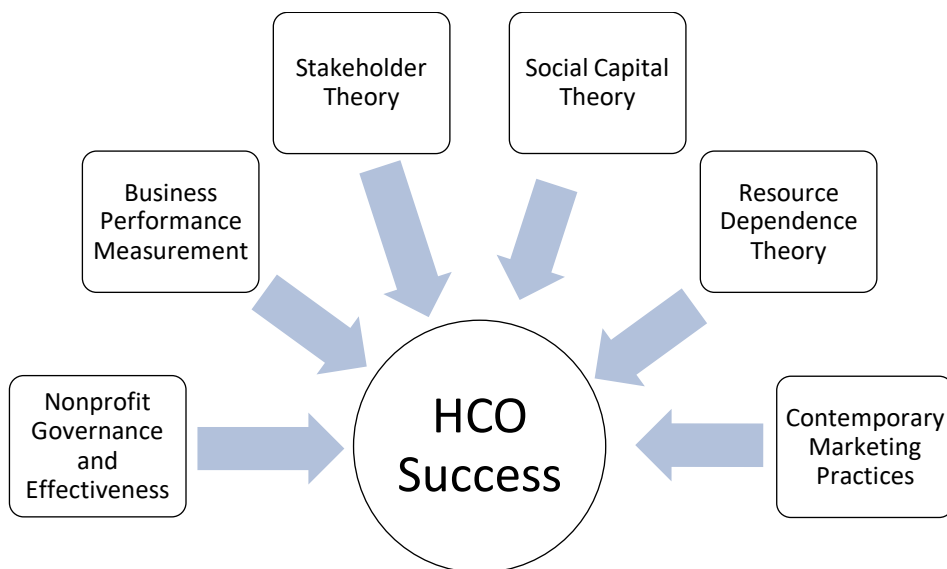 Stakeholder
Theory
Social Capital
Theory
Business
Performance
Measurement
Resource
Dependence
Theory
Nonprofit
Governance
and
Effectiveness
HCO
Success
Contemporary
Marketing
Practices